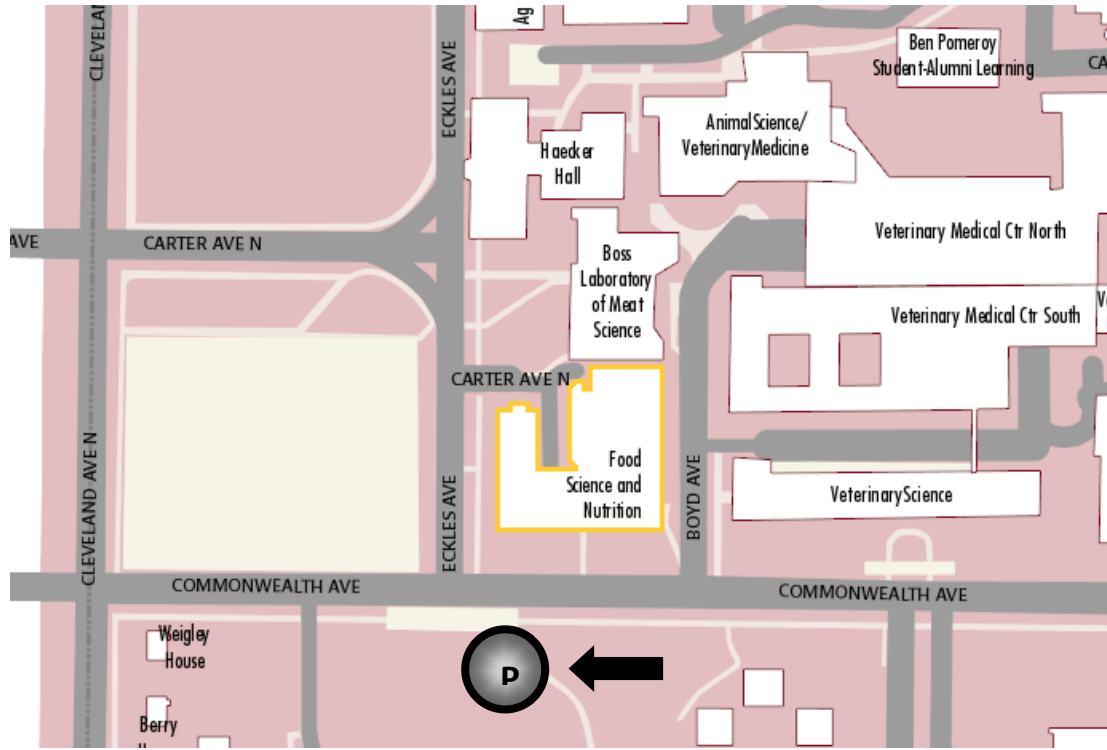 CLEVELAN
ECKLES AVE
Ag
Ben Pomeroy
Student-Alumni Learning
CA
Animal Science/
Veterinary Medicine
Haecker
Hall
AVE
CARTER AVE N
Veterinary Medical Ctr North
Boss
Laboratory
of Meat
Science
Veterinary Medical Ctr South
V
CARTER AVE N
CLEVELAND AVE N
ECKLES AVE
Food
Science and
Nutrition
BOYD AVE
Veterinary Science
COMMONWEALTH AVE
COMMONWEALTH AVE
Weigley
House
P
Berry